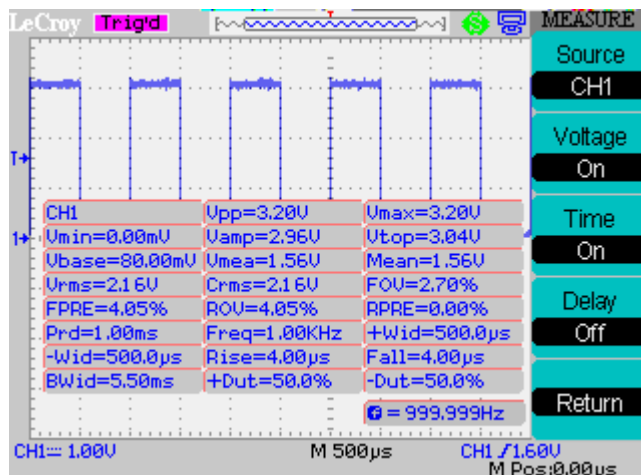 LeCroy Trig'd MEASURE
Source
CH1
Voltage
On
Time
On
Delay
Off
Return
T
1
CH1 Vpp=3.20V Vmax=3.20V
Vmin=0.00mV Vamp=2.96V Vtop=3.04V
Vbase=80.00mV Vmea=1.56V Mean=1.56V
Vrms=2.16V Crms=2.16V FOV=2.70%
FPRE=4.05% ROV=4.05% RPRE=0.00%
Prd=1.00ms Freq=1.00KHz +Wid=500.0µs
-Wid=500.0µs Rise=4.00µs Fall=4.00µs
BWid=5.50ms +Dut=50.0% -Dut=50.0%
f = 999.999Hz
CH1 1.00V M 500µs CH1 1.60V
M Pos:0.00µs